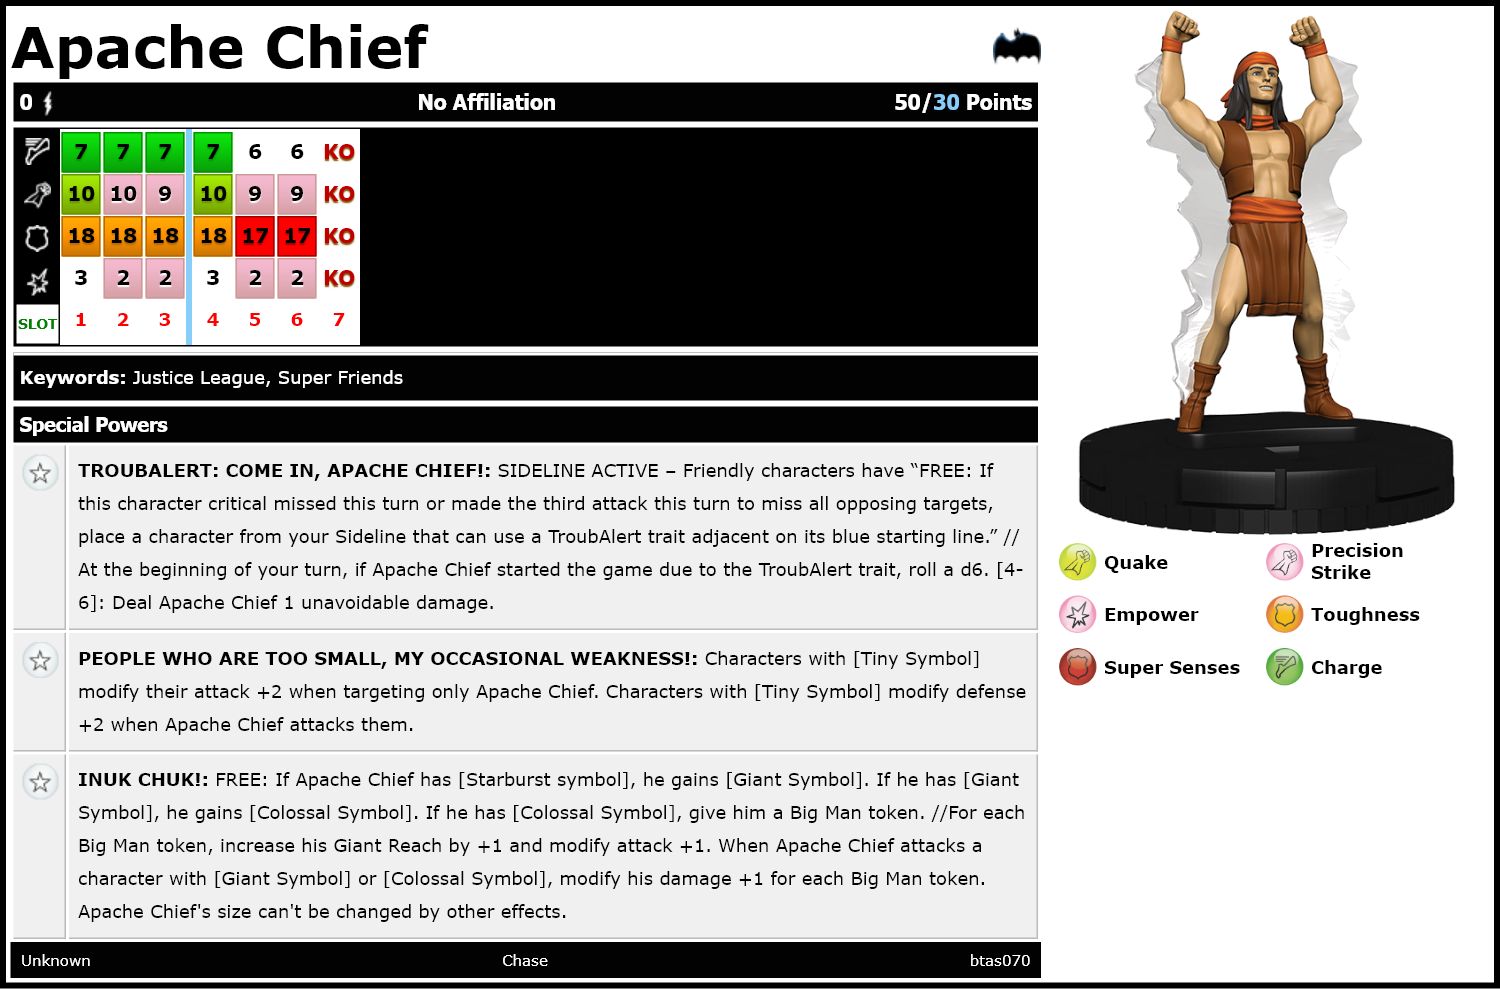 Apache Chief
0 No Affiliation 50/30 Points
7 7 7 7 6 6 KO
10 10 9 10 9 9 KO
18 18 18 18 17 17 KO
3 2 2 3 2 2 KO
SLOT 1 2 3 4 5 6 7
Keywords: Justice League, Super Friends
Special Powers
TROUBALERT: COME IN, APACHE CHIEF!: SIDELINE ACTIVE – Friendly characters have “FREE: If
this character critical missed this turn or made the third attack this turn to miss all opposing targets,
place a character from your Sideline that can use a TroubAlert trait adjacent on its blue starting line.” //
At the beginning of your turn, if Apache Chief started the game due to the TroubAlert trait, roll a d6. [4-
6]: Deal Apache Chief 1 unavoidable damage.
PEOPLE WHO ARE TOO SMALL, MY OCCASIONAL WEAKNESS!: Characters with [Tiny Symbol]
modify their attack +2 when targeting only Apache Chief. Characters with [Tiny Symbol] modify defense
+2 when Apache Chief attacks them.
INUK CHUK!: FREE: If Apache Chief has [Starburst symbol], he gains [Giant Symbol]. If he has [Giant
Symbol], he gains [Colossal Symbol]. If he has [Colossal Symbol], give him a Big Man token. //For each
Big Man token, increase his Giant Reach by +1 and modify attack +1. When Apache Chief attacks a
character with [Giant Symbol] or [Colossal Symbol], modify his damage +1 for each Big Man token.
Apache Chief's size can't be changed by other effects.
Unknown Chase btas070
Quake
Precision
Strike
Empower
Toughness
Super Senses
Charge